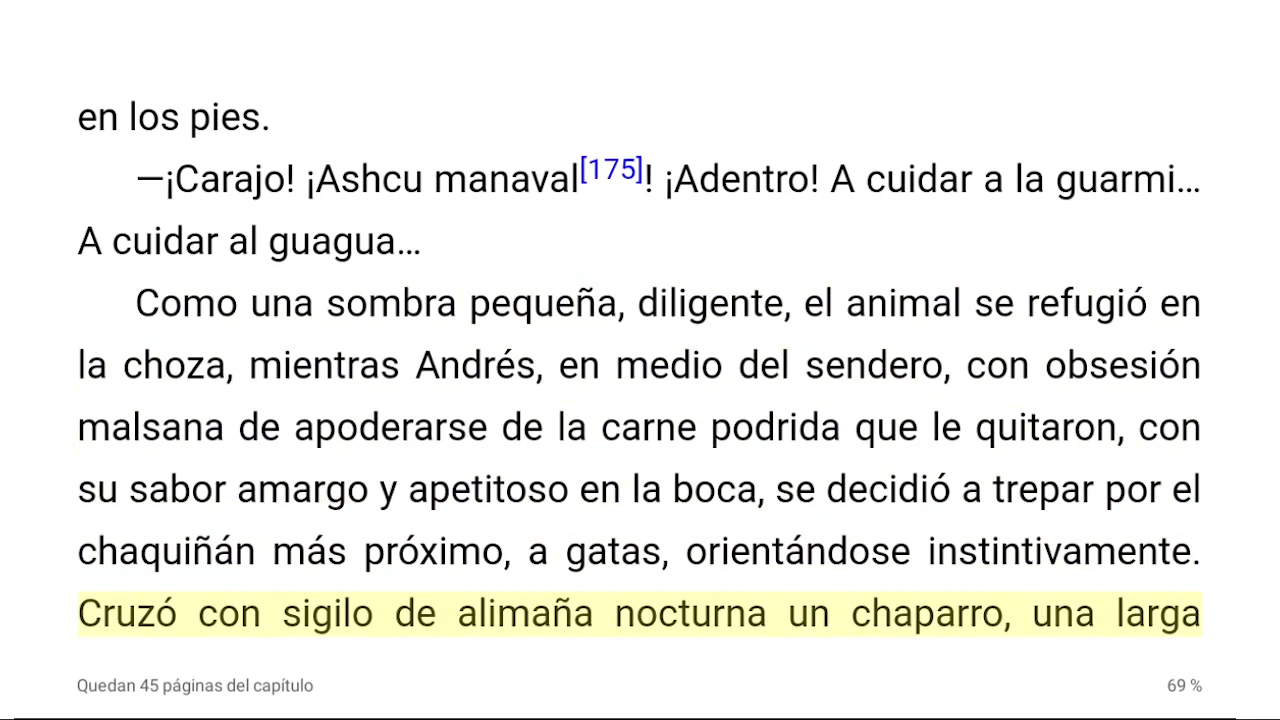 en los pies.
—¡Carajo! ¡Ashcu manaval[175]! ¡Adentro! A cuidar a la guarmi…
A cuidar al guagua…
Como una sombra pequeña, diligente, el animal se refugió en
la choza, mientras Andrés, en medio del sendero, con obsesión
malsana de apoderarse de la carne podrida que le quitaron, con
su sabor amargo y apetitoso en la boca, se decidió a trepar por el
chaquiñán más próximo, a gatas, orientándose instintivamente.
Cruzó con sigilo de alimaña nocturna un chaparro, una larga
Quedan 45 páginas del capítulo
69 %